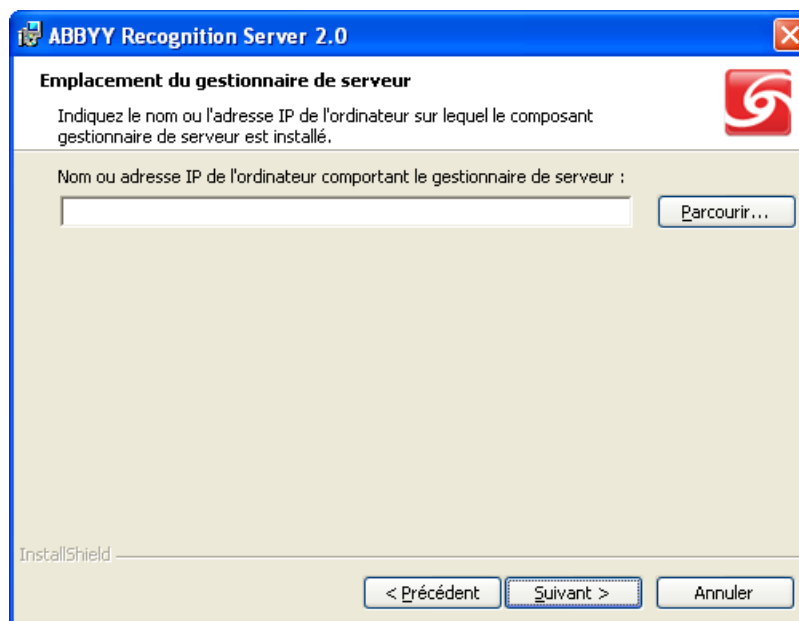 ABBYY Recognition Server 2.0
Emplacement du gestionnaire de serveur
Indiquez le nom ou l'adresse IP de l'ordinateur sur lequel le composant
gestionnaire de serveur est installé.
Nom ou adresse IP de l'ordinateur comportant le gestionnaire de serveur :
Parcourir...
InstallShield
< Précédent
Suivant >
Annuler